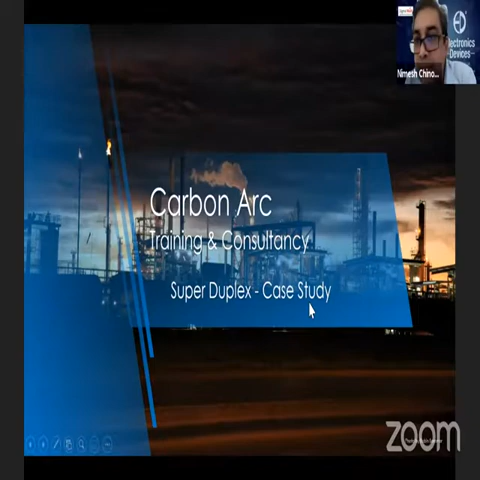 Electronics
Devices
Nimesh Chino...
Carbon Arc
Training & Consultancy
Super Duplex - Case Study
zoom